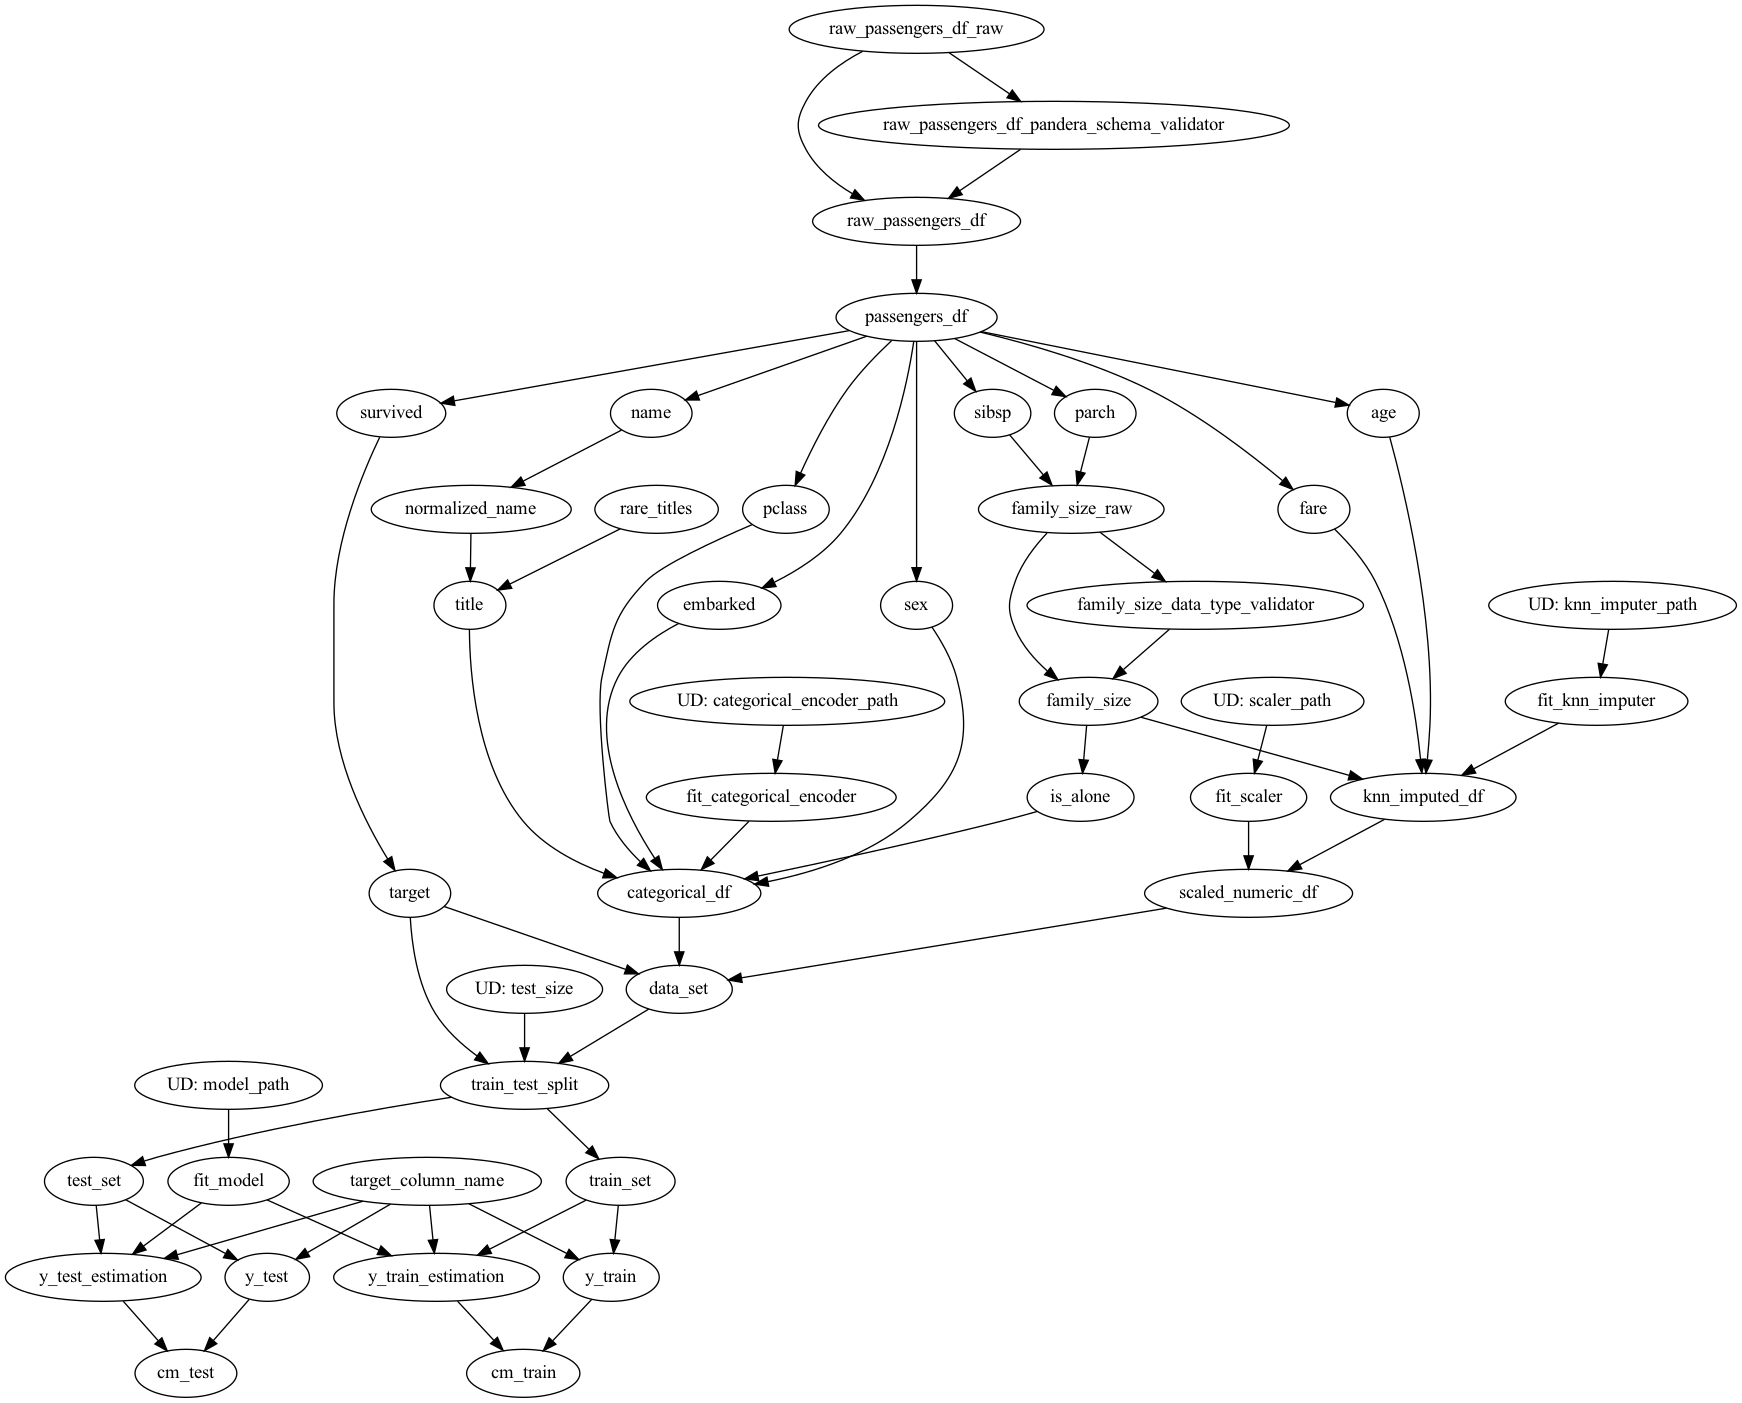 raw_passengers_df_raw
raw_passengers_df_pandera_schema_validator
raw_passengers_df
passengers_df
survived
name
sibsp
parch
age
normalized_name
rare_titles
pclass
family_size_raw
fare
title
embarked
sex
family_size_data_type_validator
UD: knn_imputer_path
UD: categorical_encoder_path
family_size
UD: scaler_path
fit_knn_imputer
fit_categorical_encoder
is_alone
fit_scaler
knn_imputed_df
target
categorical_df
scaled_numeric_df
UD: test_size
data_set
UD: model_path
train_test_split
test_set
fit_model
target_column_name
train_set
y_test_estimation
y_test
y_train_estimation
y_train
cm_test
cm_train